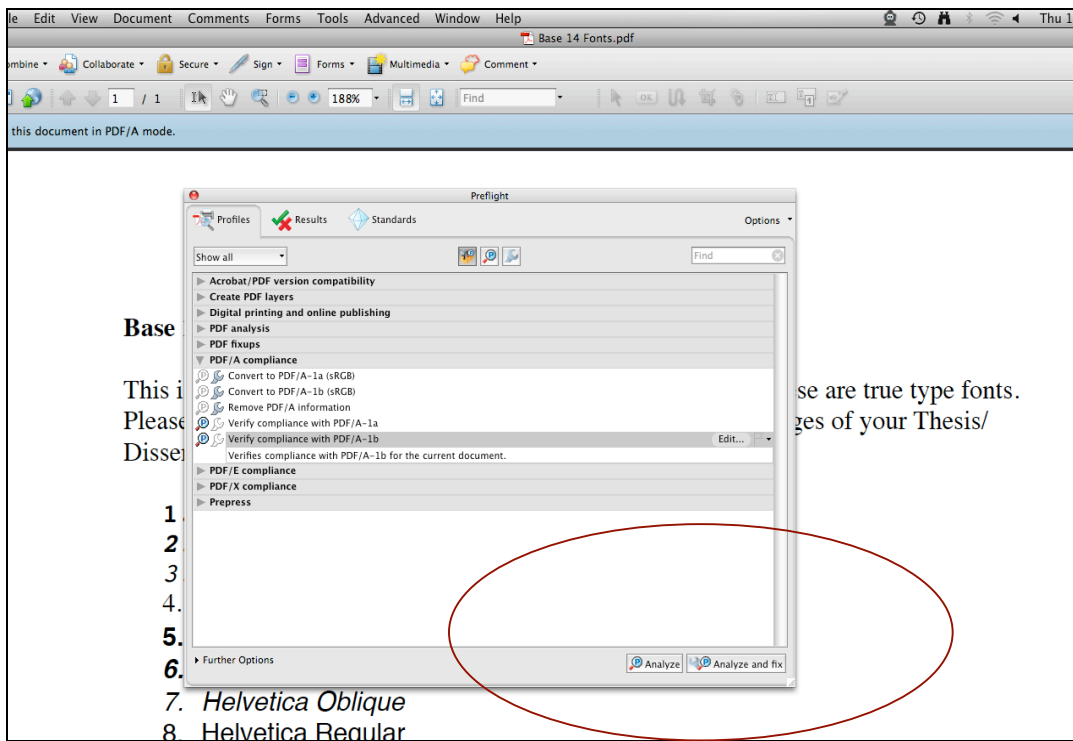 le Edit View Document Comments Forms Tools Advanced Window Help Thu 1
Base 14 Fonts.pdf
ombine Collaborate Secure Sign Forms Multimedia Comment
1 / 1 188% Find OK
this document in PDF/A mode.
Preflight
Profiles Results Standards Options
Show all Find
Acrobat/PDF version compatibility
Create PDF layers
Digital printing and online publishing
PDF analysis
PDF fixups
PDF/A compliance
Convert to PDF/A-1a (sRGB)
Convert to PDF/A-1b (sRGB)
Remove PDF/A information
Verify compliance with PDF/A-1a
Verify compliance with PDF/A-1b Edit...
Verifies compliance with PDF/A-1b for the current document.
PDF/E compliance
PDF/X compliance
Prepress
Further Options Analyze Analyze and fix
Base
This i se are true type fonts.
Please ges of your Thesis/
Disse
1
2
3
4.
5.
6.
7. Helvetica Oblique
8. Helvetica Regular